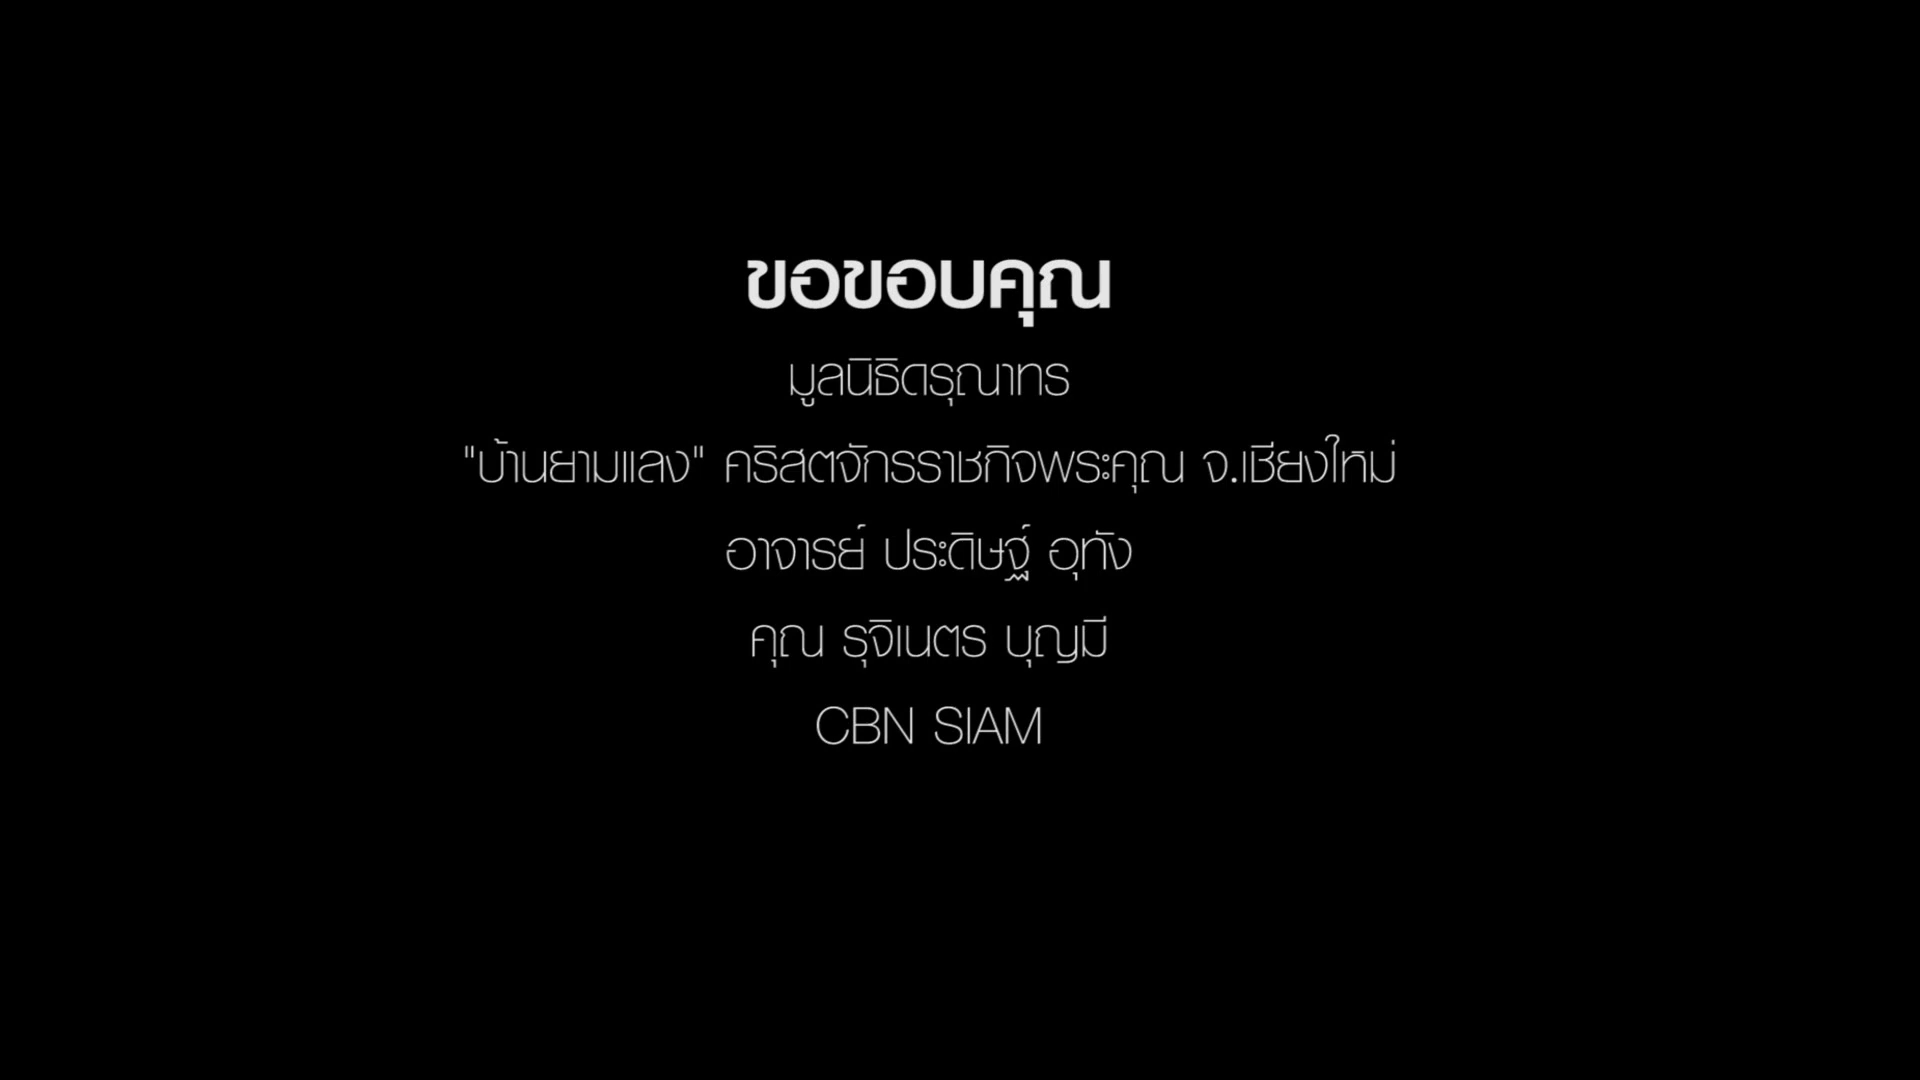 ขอขอบคุณ
มูลนิธิดรุณาทร
"บ้านยามแลง" คริสตจักรราชกิจพระคุณ จ.เชียงใหม่
อาจารย์ ประดิษฐ์ อุทัง
คุณ รุจิเนตร บุญมี
CBN SIAM